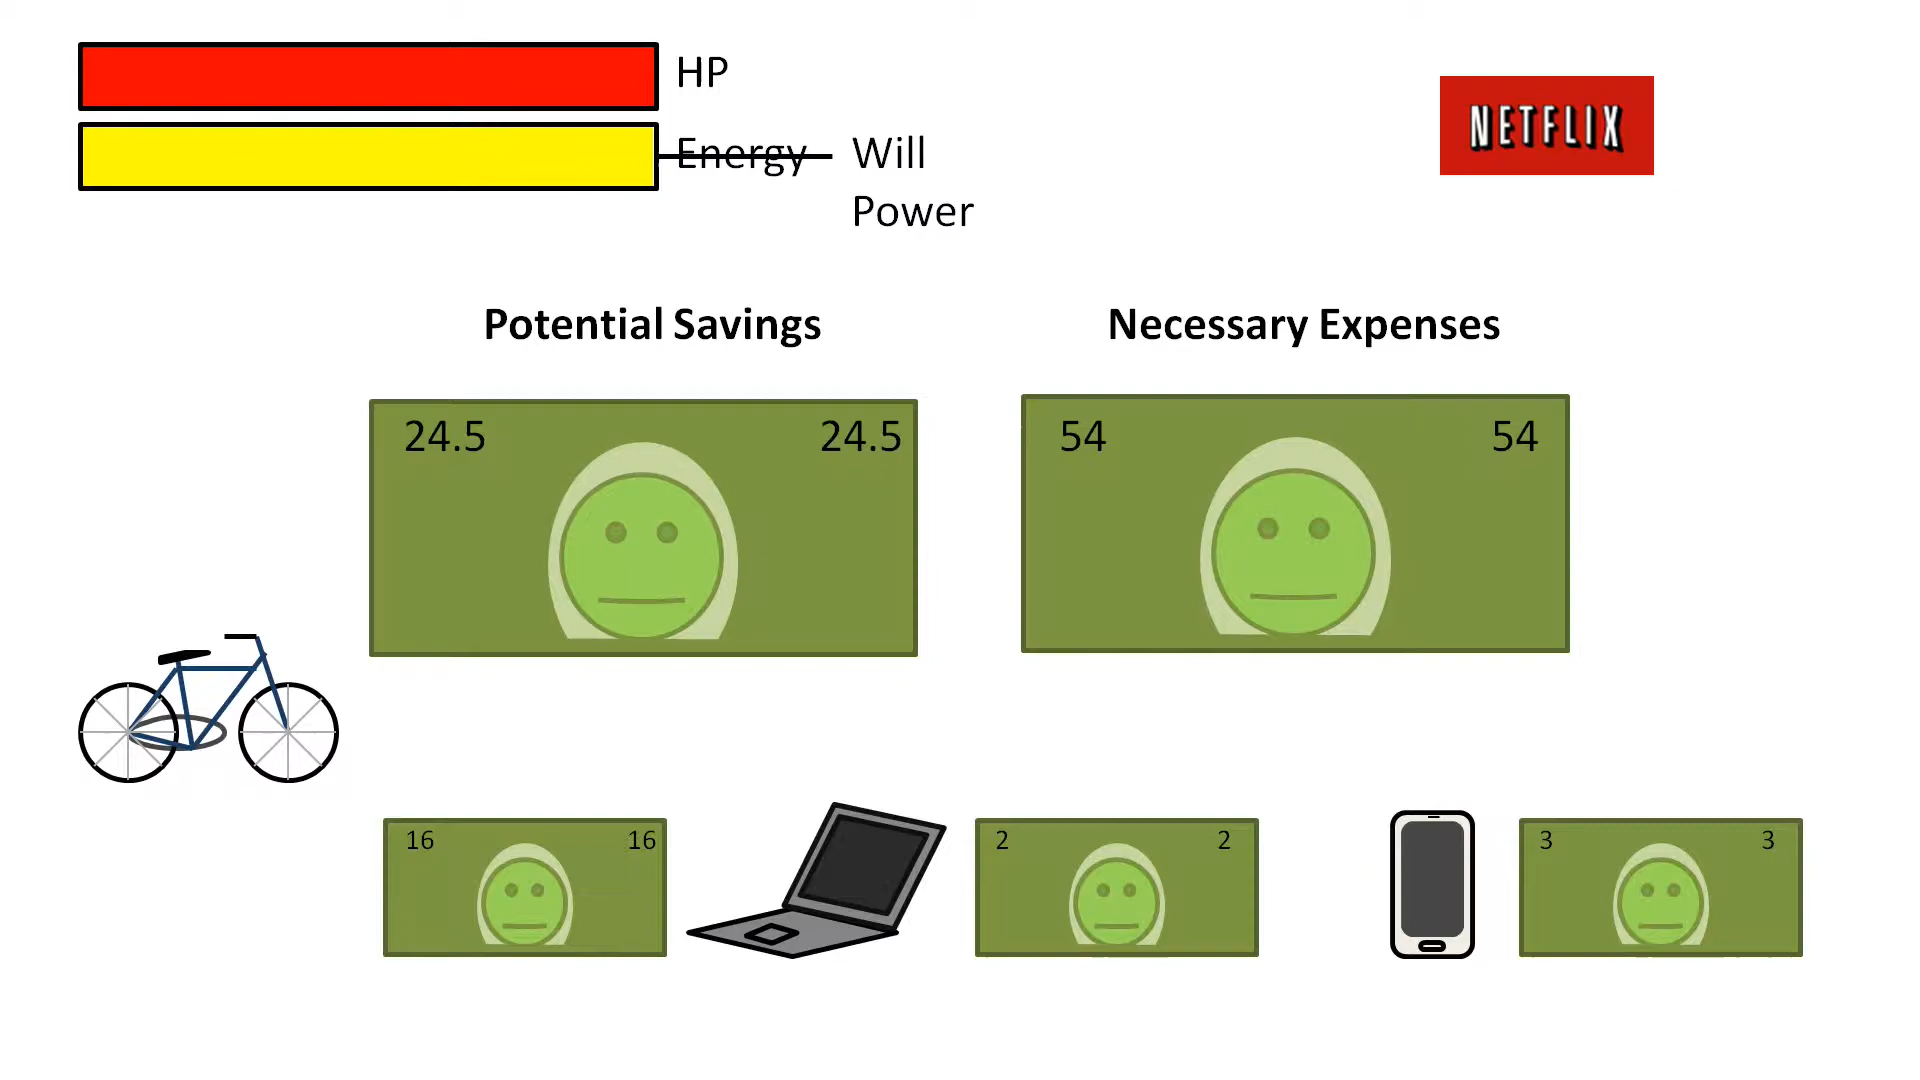 HP
NETFLIX
Energy Will
Power
Potential Savings
Necessary Expenses
24.5 24.5
54 54
16 16
2 2
3 3